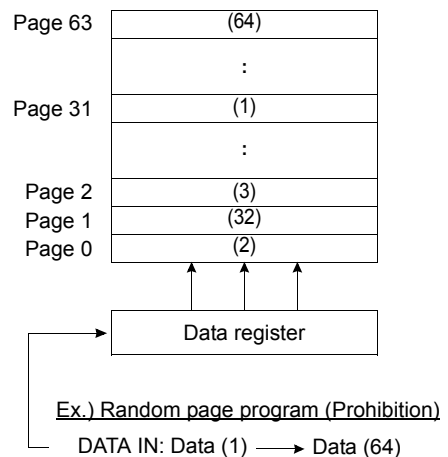 Page 63 (64)
:
Page 31 (1)
:
Page 2 (3)
Page 1 (32)
Page 0 (2)
Data register
Ex.) Random page program (Prohibition)
DATA IN: Data (1) → Data (64)